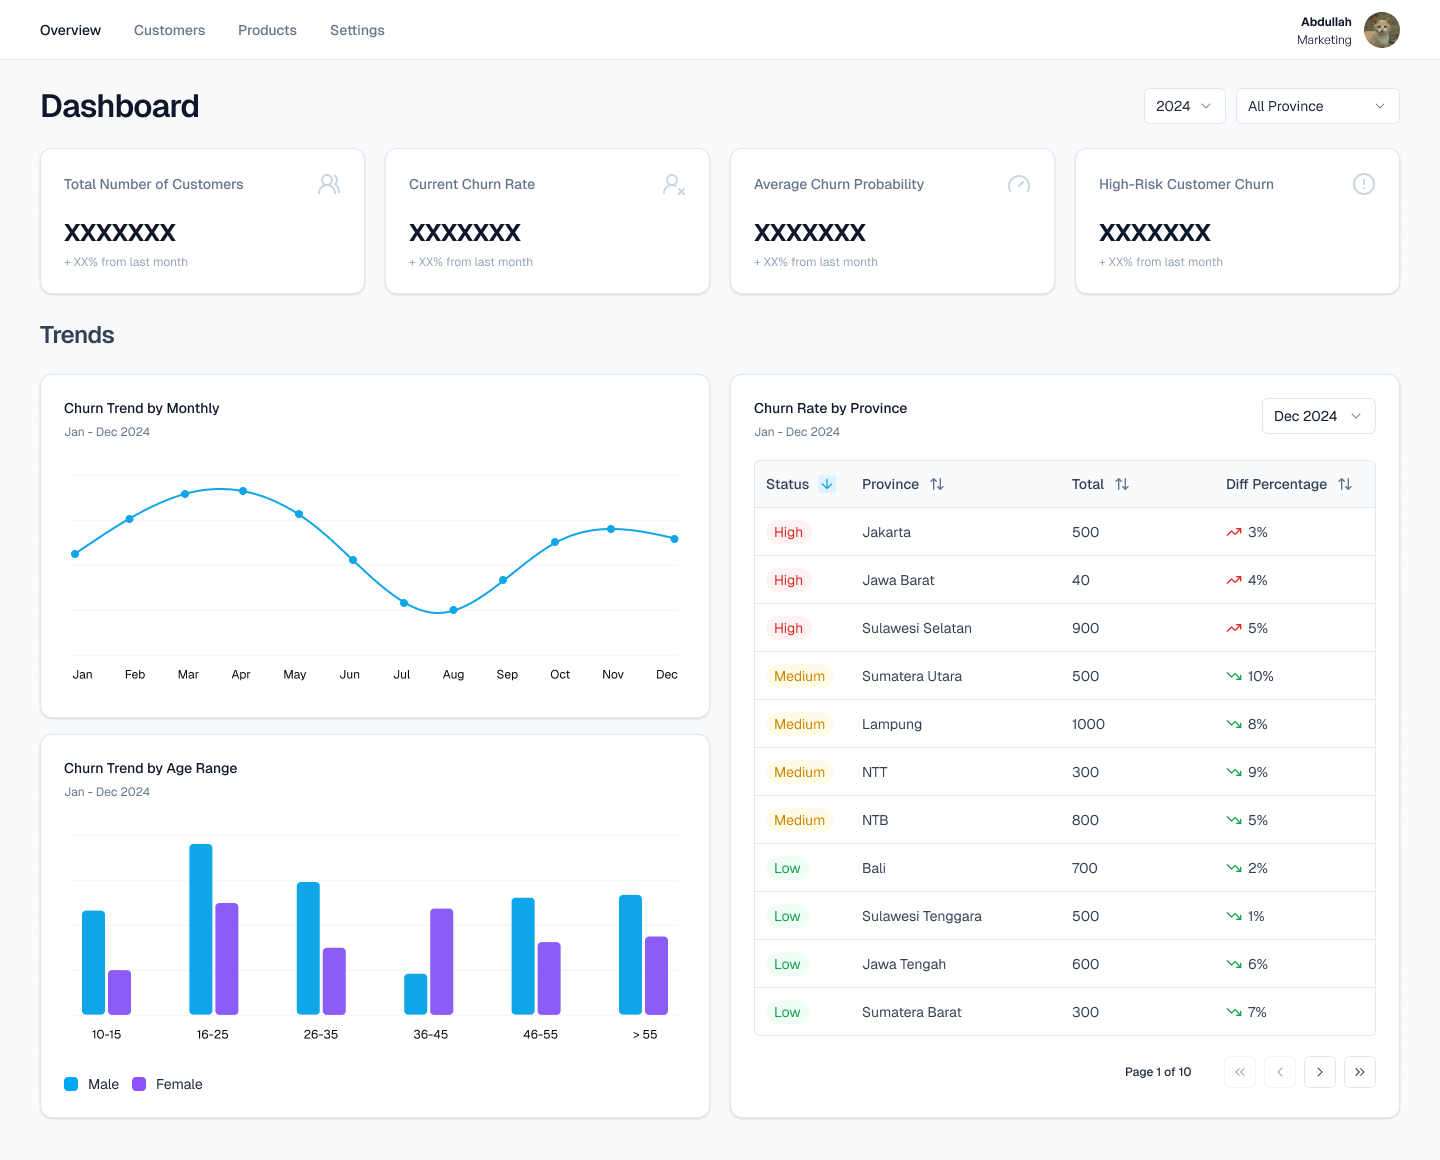 Overview Customers Products Settings
Abdullah
Marketing
Dashboard
2024 All Province
Total Number of Customers
XXXXXXX
+ XX% from last month
Current Churn Rate
XXXXXXX
+ XX% from last month
Average Churn Probability
XXXXXXX
+ XX% from last month
High-Risk Customer Churn
XXXXXXX
+ XX% from last month
Trends
Churn Trend by Monthly
Jan - Dec 2024
Jan Feb Mar Apr May Jun Jul Aug Sep Oct Nov Dec
Churn Trend by Age Range
Jan - Dec 2024
10-15 16-25 26-35 36-45 46-55 > 55
Male Female
Churn Rate by Province
Jan - Dec 2024
Dec 2024
Status Province Total Diff Percentage
High Jakarta 500 3%
High Jawa Barat 40 4%
High Sulawesi Selatan 900 5%
Medium Sumatera Utara 500 10%
Medium Lampung 1000 8%
Medium NTT 300 9%
Medium NTB 800 5%
Low Bali 700 2%
Low Sulawesi Tenggara 500 1%
Low Jawa Tengah 600 6%
Low Sumatera Barat 300 7%
Page 1 of 10